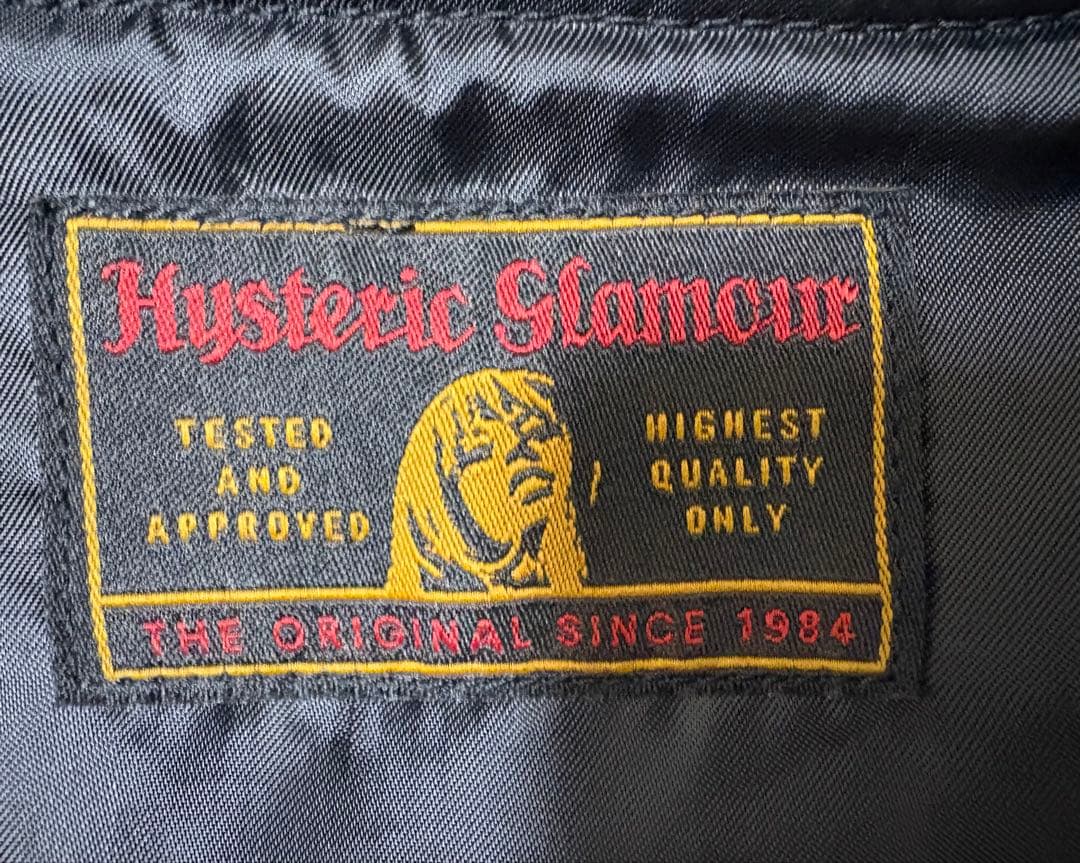 Hysteric Glamour
TESTED
AND
APPROVED
HIGHEST
QUALITY
ONLY
THE ORIGINAL SINCE 1984